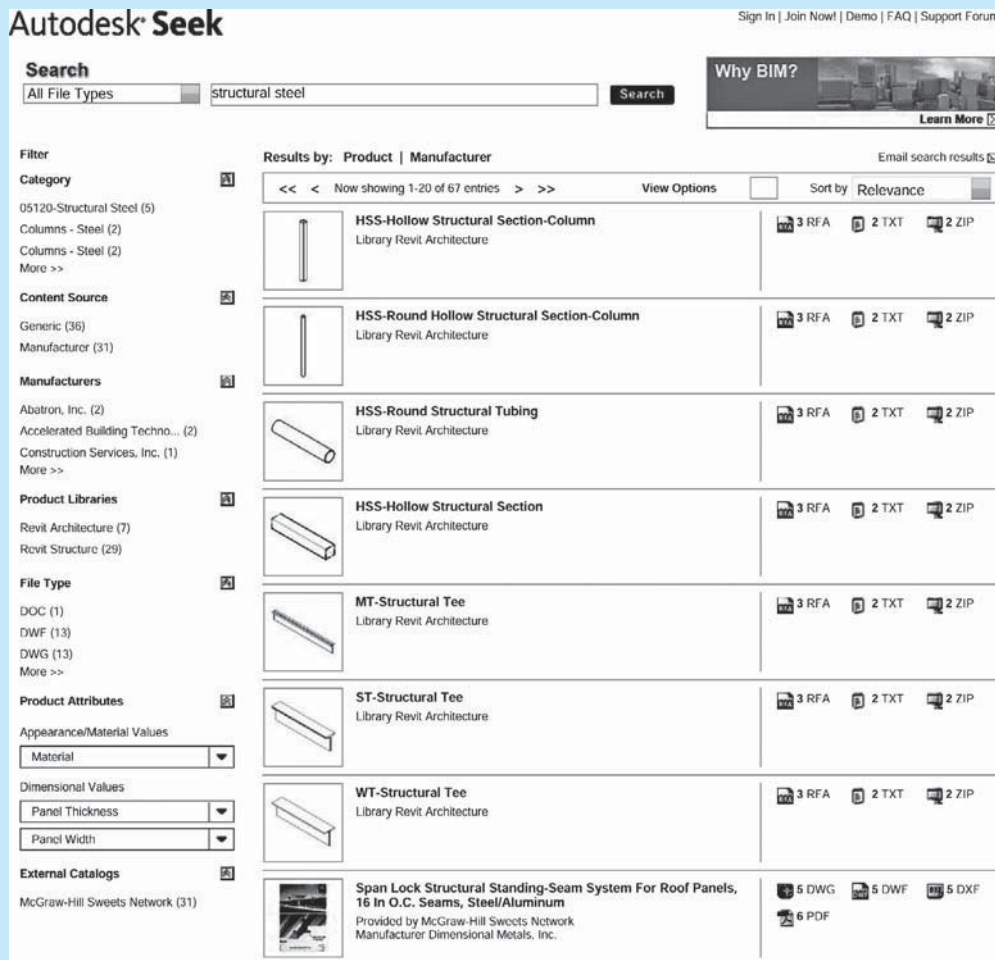 Autodesk® Seek
Sign In | Join Now! | Demo | FAQ | Support Forum
Search
All File Types
structural steel
Search
Why BIM?
Learn More
Filter
Category
05120-Structural Steel (5)
Columns - Steel (2)
Columns - Steel (2)
More >>
Content Source
Generic (36)
Manufacturer (31)
Manufacturers
Abatron, Inc. (2)
Accelerated Building Techno... (2)
Construction Services, Inc. (1)
More >>
Product Libraries
Revit Architecture (7)
Revit Structure (29)
File Type
DOC (1)
DWF (13)
DWG (13)
More >>
Product Attributes
Appearance/Material Values
Material
Dimensional Values
Panel Thickness
Panel Width
External Catalogs
McGraw-Hill Sweets Network (31)
Results by: Product | Manufacturer
Email search results
<< < Now showing 1-20 of 67 entries > >>
View Options
Sort by Relevance
HSS-Hollow Structural Section-Column
Library Revit Architecture
3 RFA 2 TXT 2 ZIP
HSS-Round Hollow Structural Section-Column
Library Revit Architecture
3 RFA 2 TXT 2 ZIP
HSS-Round Structural Tubing
Library Revit Architecture
3 RFA 2 TXT 2 ZIP
HSS-Hollow Structural Section
Library Revit Architecture
3 RFA 2 TXT 2 ZIP
MT-Structural Tee
Library Revit Architecture
3 RFA 2 TXT 2 ZIP
ST-Structural Tee
Library Revit Architecture
3 RFA 2 TXT 2 ZIP
WT-Structural Tee
Library Revit Architecture
3 RFA 2 TXT 2 ZIP
Span Lock Structural Standing-Seam System For Roof Panels,
16 In O.C. Seams, Steel/Aluminum
Provided by McGraw-Hill Sweets Network
Manufacturer Dimensional Metals, Inc.
5 DWG 5 DWF 5 DXF
6 PDF